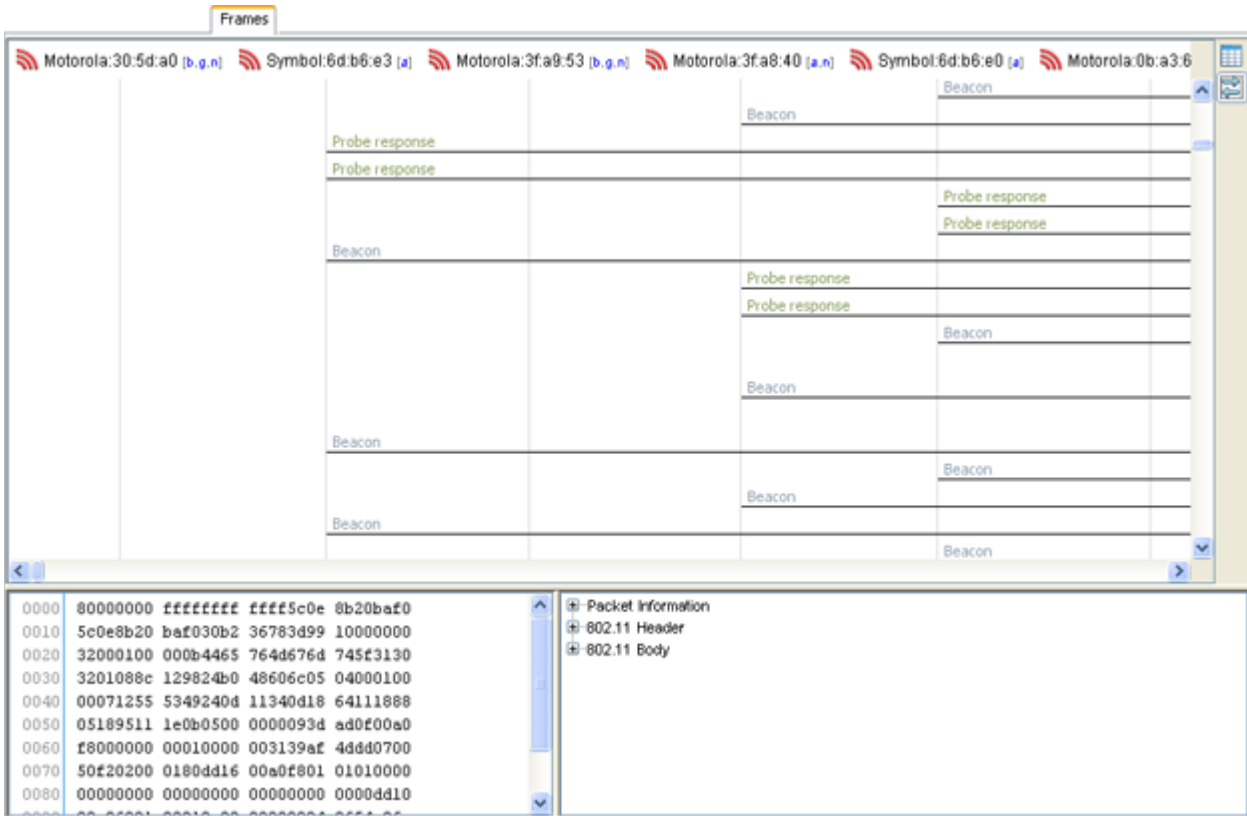 Frames
Motorola:30:5d:a0 [b,g,n] Symbol:6d:b6:e3 [a] Motorola:3f:a9:53 [b,g,n] Motorola:3f:a8:40 [a,n] Symbol:6d:b6:e0 [a] Motorola:0b:a3:6
Beacon
Beacon
Probe response
Probe response
Probe response
Probe response
Beacon
Probe response
Probe response
Beacon
Beacon
Beacon
Beacon
Beacon
Beacon
Beacon
0000 80000000 ffffffff ffff5c0e 8b20baf0
0010 5c0e8b20 baf030b2 36783d99 10000000
0020 32000100 000b4465 764d676d 745f3130
0030 3201088c 129824b0 48606c05 04000100
0040 00071255 5349240d 11340d18 64111888
0050 05189511 1e0b0500 0000093d ad0f00a0
0060 f8000000 00010000 003139af 4ddd0700
0070 50f20200 0180dd16 00a0f801 01010000
0080 00000000 00000000 00000000 0000dd10
Packet Information
802.11 Header
802.11 Body